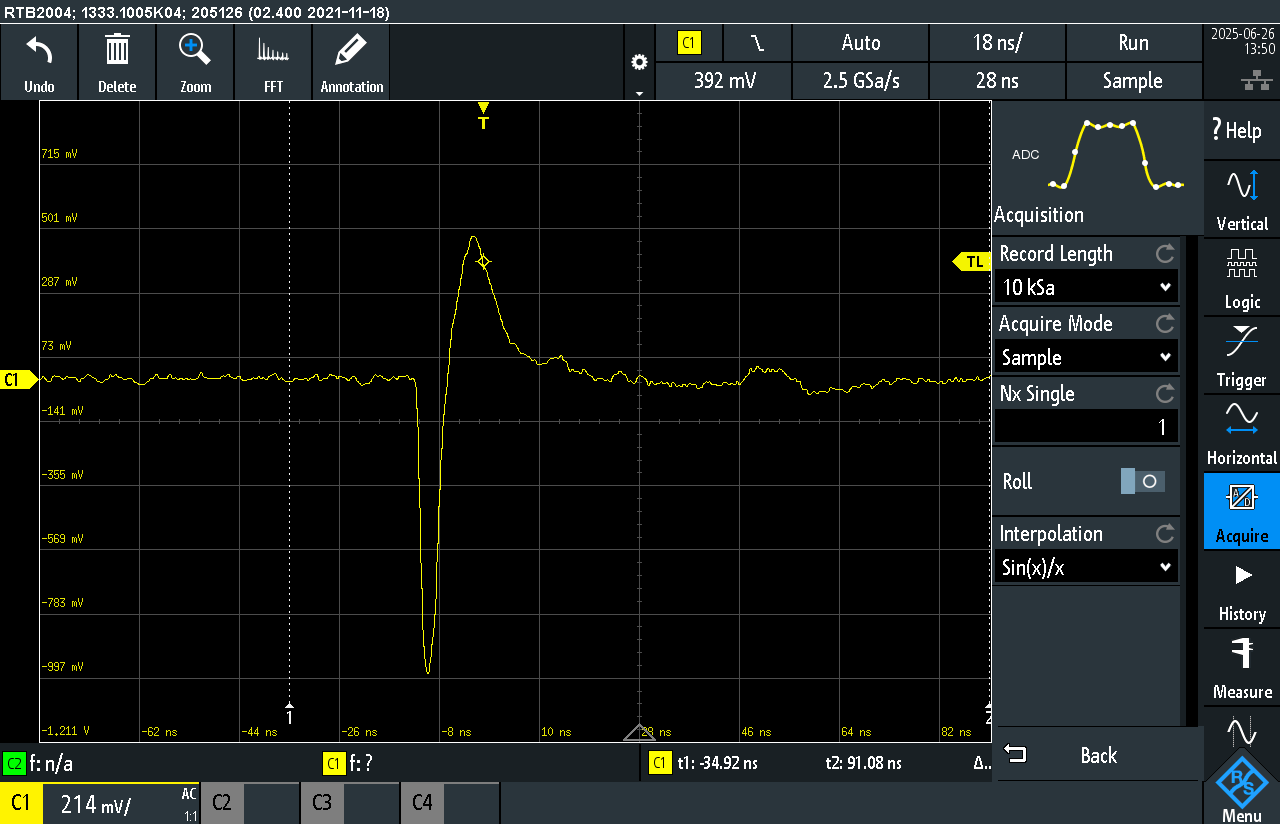 RTB2004; 1333.1005K04; 205126 (02.400 2021-11-18)
Undo
Delete
Zoom
FFT
Annotation
C1
Auto
18 ns/
Run
392 mV
2.5 GSa/s
28 ns
Sample
2025-06-26
13:50
T
715 mV
501 mV
287 mV
73 mV
-141 mV
-355 mV
-569 mV
-783 mV
-997 mV
-1.211 V
C1
TL
1
2
-62 ns
-44 ns
-26 ns
-8 ns
10 ns
28 ns
46 ns
64 ns
82 ns
ADC
Acquisition
Record Length
10 kSa
Acquire Mode
Sample
Nx Single
1
Roll
Interpolation
Sin(x)/x
Back
? Help
Vertical
Logic
Trigger
Horizontal
A
D
Acquire
History
Measure
R
S
Menu
C2 f: n/a
C1 f: ?
C1 t1: -34.92 ns
t2: 91.08 ns
Δ..
C1
214 mV/
AC
1:1
C2
C3
C4